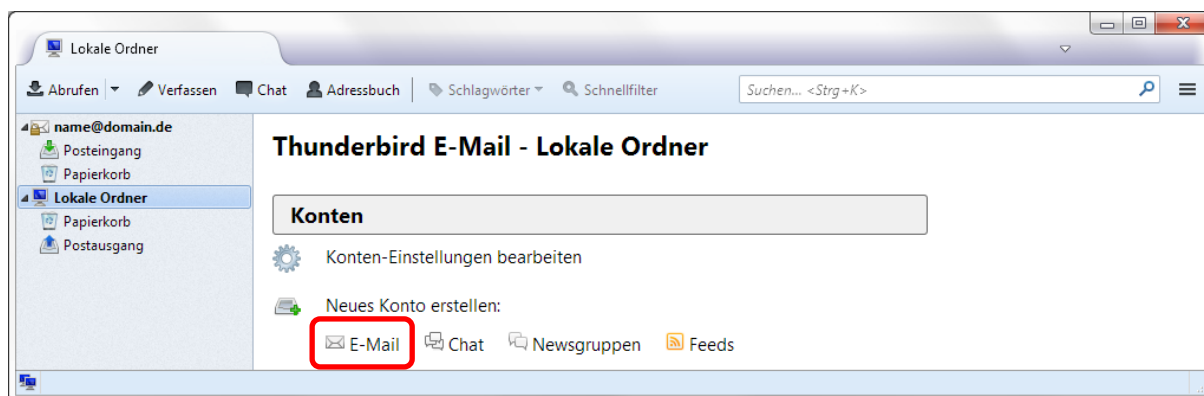 Lokale Ordner
Abrufen Verfassen Chat Adressbuch Schlagwörter Schnellfilter Suchen... <Strg+K>
name@domain.de
Posteingang
Papierkorb
Lokale Ordner
Papierkorb
Postausgang
Thunderbird E-Mail - Lokale Ordner
Konten
Konten-Einstellungen bearbeiten
Neues Konto erstellen:
E-Mail Chat Newsgruppen Feeds